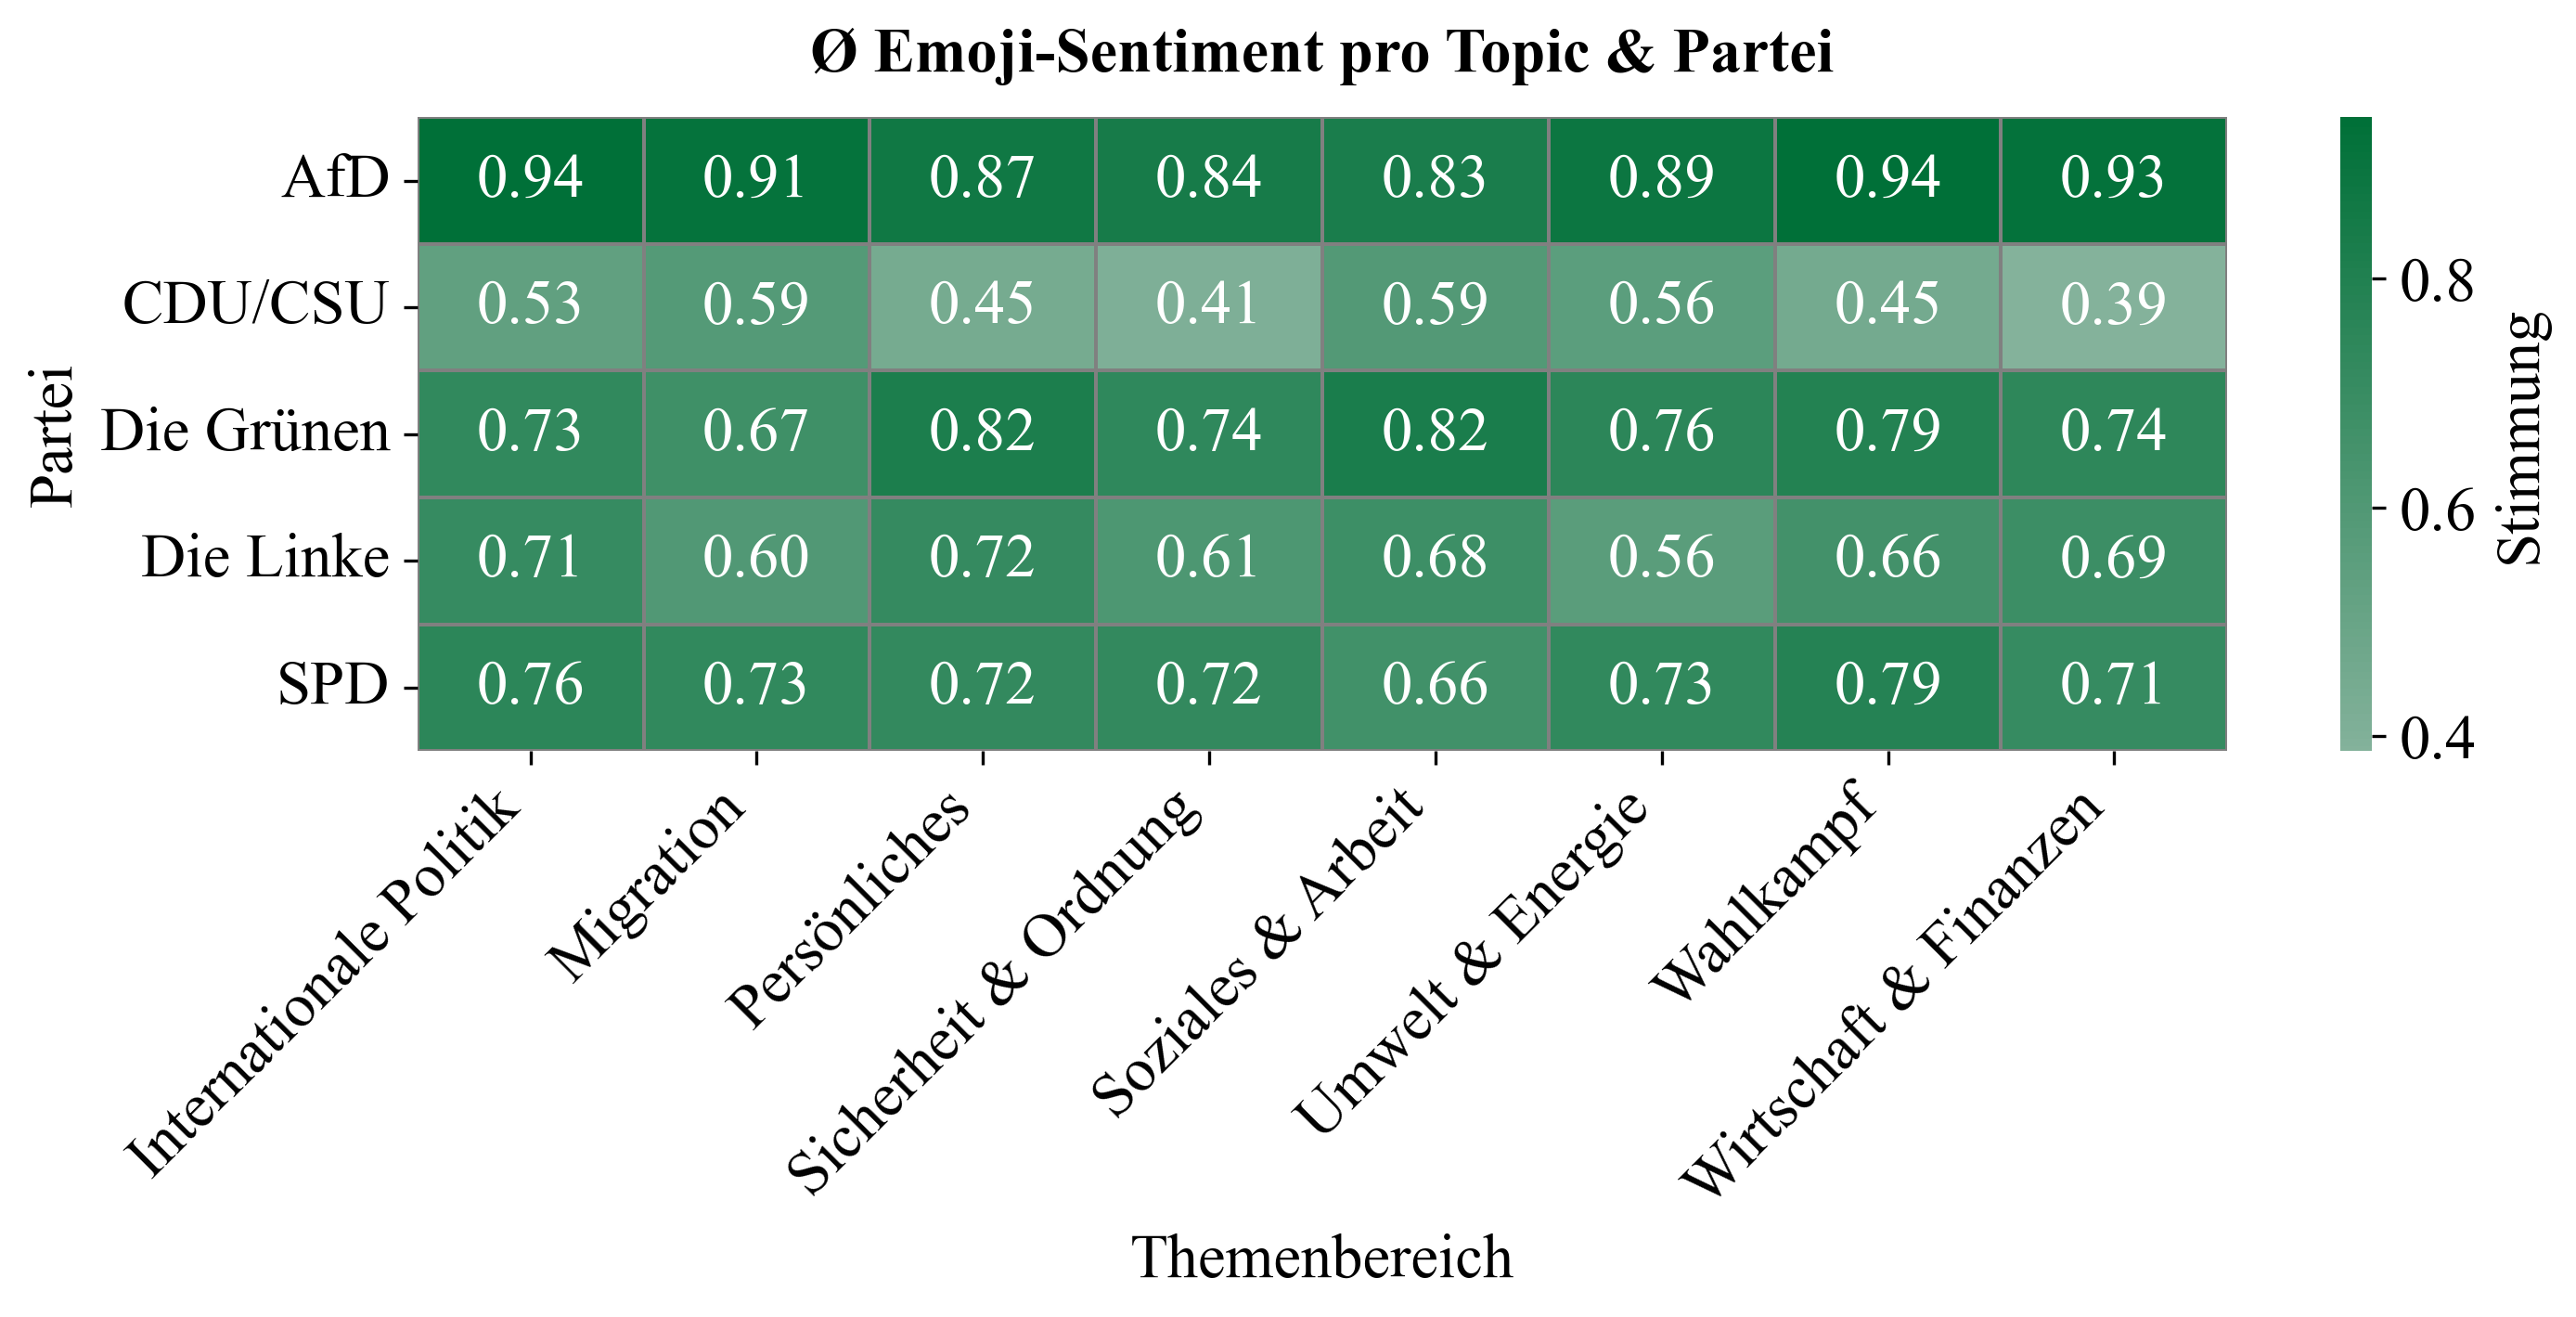 Ø Emoji-Sentiment pro Topic & Partei
Partei
AfD 0.94 0.91 0.87 0.84 0.83 0.89 0.94 0.93
CDU/CSU 0.53 0.59 0.45 0.41 0.59 0.56 0.45 0.39
Die Grünen 0.73 0.67 0.82 0.74 0.82 0.76 0.79 0.74
Die Linke 0.71 0.60 0.72 0.61 0.68 0.56 0.66 0.69
SPD 0.76 0.73 0.72 0.72 0.66 0.73 0.79 0.71
Internationale Politik
Migration
Persönliches
Sicherheit & Ordnung
Soziales & Arbeit
Umwelt & Energie
Wahlkampf
Wirtschaft & Finanzen
Themenbereich
0.8
0.6
0.4
Stimmung